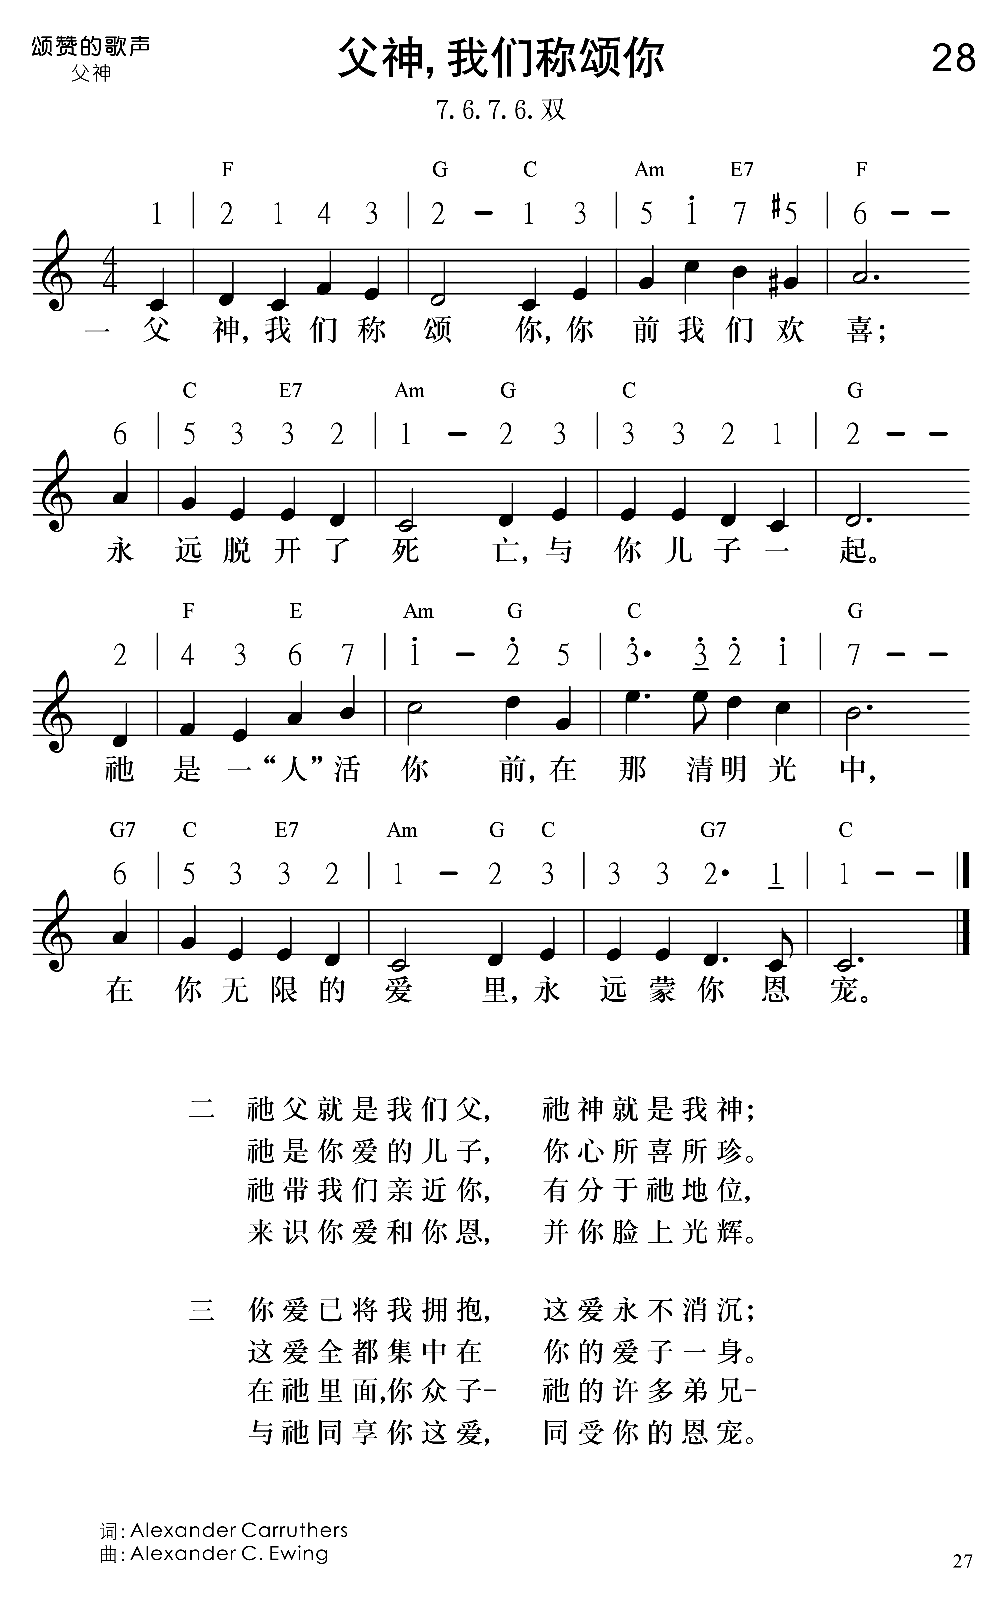 颂赞的歌声
父神
父神,我们称颂你
28
7.6.7.6.双
F G C Am E7 F
1 | 2 1 4 3 | 2 - 1 3 | 5 i 7 #5 | 6 - -
4/4
一 父 神,我 们 称 颂 你,你 前 我 们 欢 喜;
C E7 Am G C G
6 | 5 3 3 2 | 1 - 2 3 | 3 3 2 1 | 2 - -
永 远 脱 开 了 死 亡,与 你 儿 子 一 起。
F E Am G C G
2 | 4 3 6 7 | 1̇ - 2̇ 5 | 3̇· 3̲̇ 2̇ 1̇ | 7 - -
祂 是 一“人”活 你 前,在 那 清 明 光 中,
G7 C E7 Am G C G7 C
6 | 5 3 3 2 | 1 - 2 3 | 3 3 2· 1̲ | 1 - -
在 你 无 限 的 爱 里,永 远 蒙 你 恩 宠。
二 祂父就是我们父, 祂神就是我神;
祂是你爱的儿子, 你心所喜所珍。
祂带我们亲近你, 有分于祂地位,
来识你爱和你恩, 并你脸上光辉。
三 你爱已将我拥抱, 这爱永不消沉;
这爱全都集中在 你的爱子一身。
在祂里面,你众子- 祂的许多弟兄-
与祂同享你这爱, 同受你的恩宠。
词: Alexander Carruthers
曲: Alexander C. Ewing
27